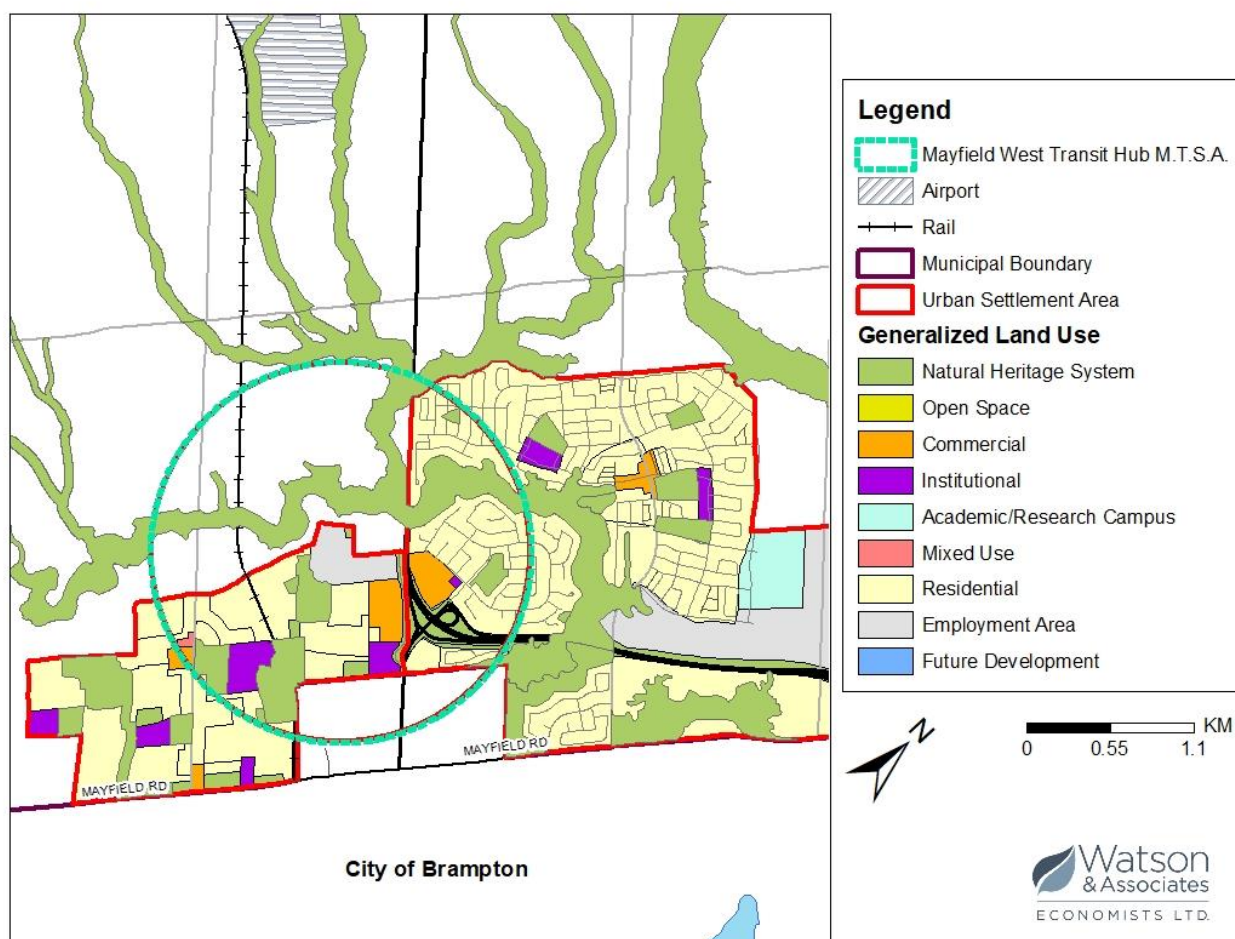 Legend
Mayfield West Transit Hub M.T.S.A.
Airport
Rail
Municipal Boundary
Urban Settlement Area
Generalized Land Use
Natural Heritage System
Open Space
Commercial
Institutional
Academic/Research Campus
Mixed Use
Residential
Employment Area
Future Development
N
KM
0 0.55 1.1
MAYFIELD RD
MAYFIELD RD
City of Brampton
Watson
& Associates
ECONOMISTS LTD.